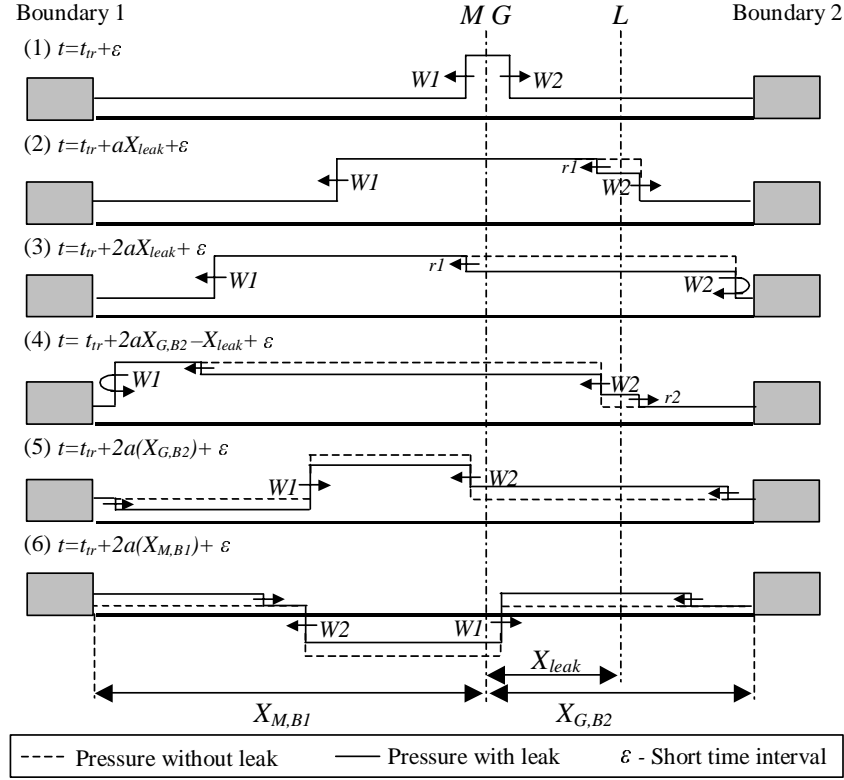 Boundary 1 M G L Boundary 2
(1) t=t_tr+ε
W1 W2
(2) t=t_tr+aX_leak+ε
W1 r1 W2
(3) t=t_tr+2aX_leak+ ε
W1 r1 W2
(4) t= t_tr+2aX_G,B2–X_leak+ ε
W1 W2 r2
(5) t=t_tr+2a(X_G,B2)+ ε
W1 W2
(6) t=t_tr+2a(X_M,B1)+ ε
W2 W1
X_leak
X_M,B1 X_G,B2
Pressure without leak Pressure with leak ε - Short time interval